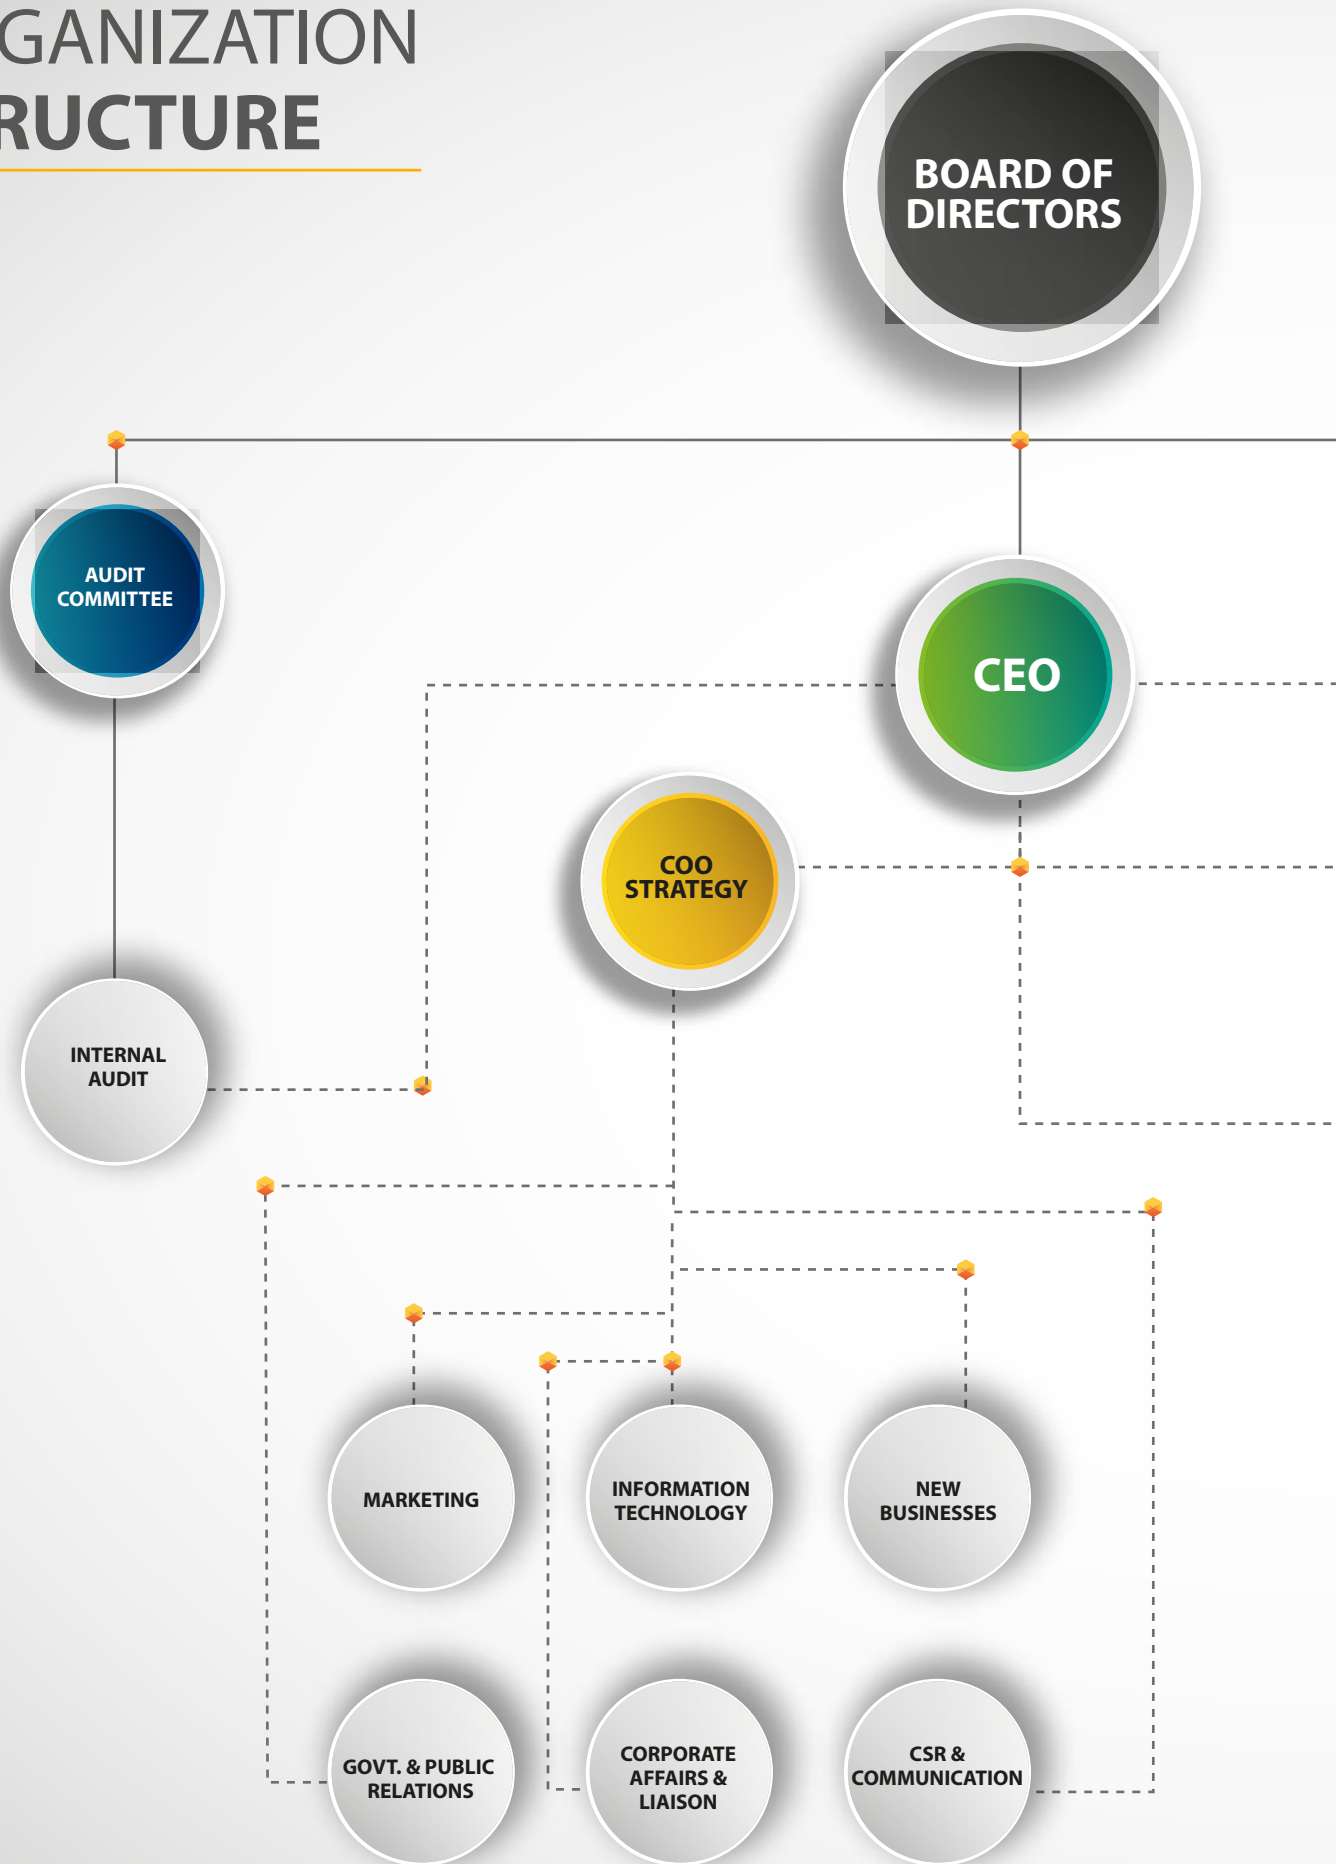 GANIZATION
RUCTURE
BOARD OF
DIRECTORS
AUDIT
COMMITTEE
CEO
COO
STRATEGY
INTERNAL
AUDIT
MARKETING
INFORMATION
TECHNOLOGY
NEW
BUSINESSES
GOVT. & PUBLIC
RELATIONS
CORPORATE
AFFAIRS &
LIAISON
CSR &
COMMUNICATION